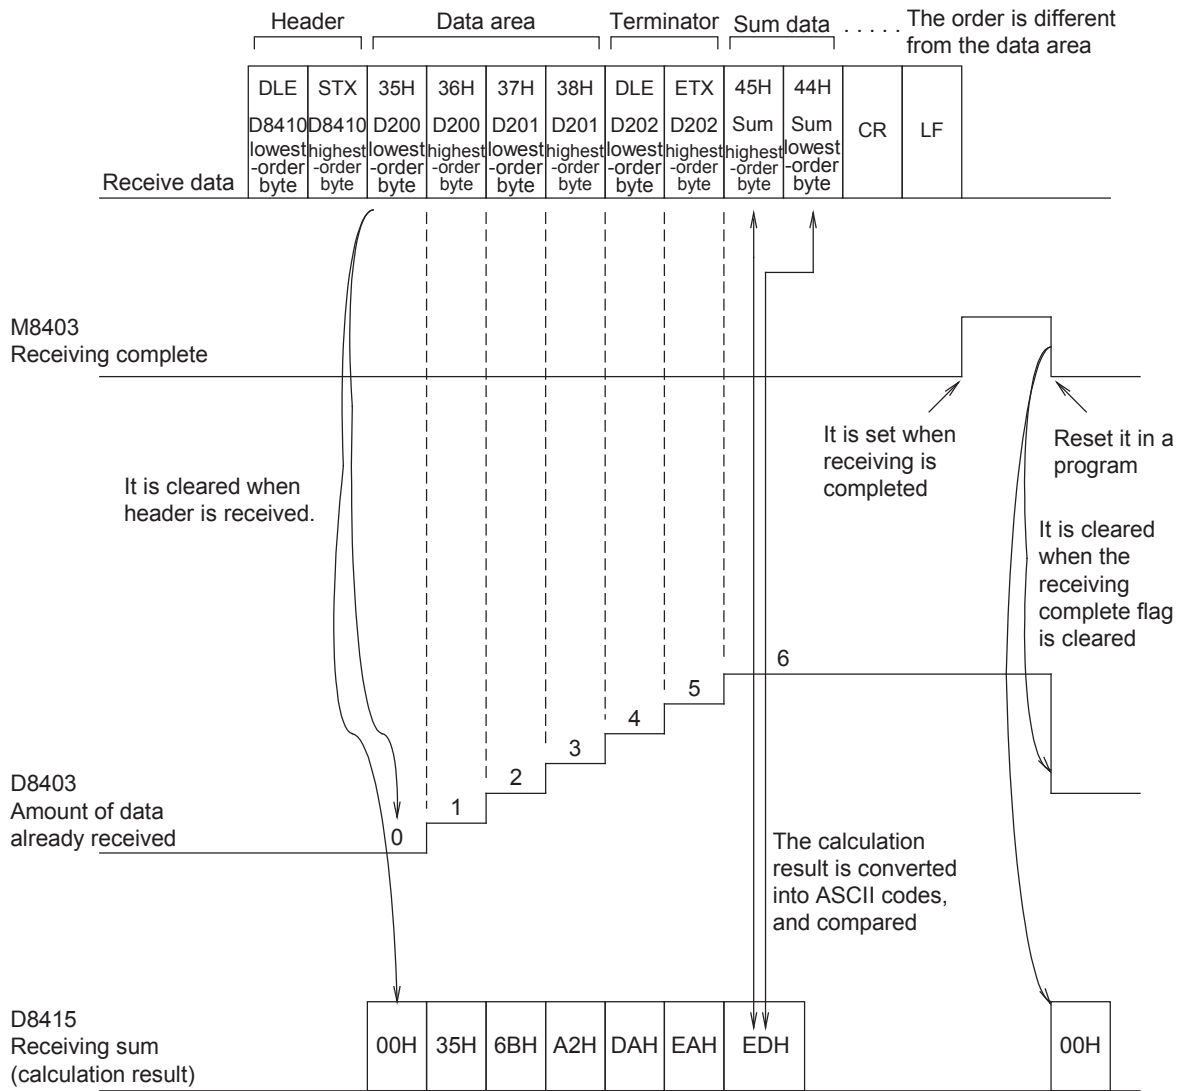 Header
Data area
Terminator
Sum data
. . . . . The order is different
from the data area
DLE STX 35H 36H 37H 38H DLE ETX 45H 44H
D8410 D8410 D200 D200 D201 D201 D202 D202 Sum Sum CR LF
lowest highest lowest highest lowest highest lowest highest highest lowest
-order -order -order -order -order -order -order -order -order -order
byte byte byte byte byte byte byte byte byte byte
Receive data
M8403
Receiving complete
It is set when
receiving is
completed
Reset it in a
program
It is cleared when
header is received.
It is cleared
when the
receiving
complete flag
is cleared
6
5
4
3
2
1
0
D8403
Amount of data
already received
The calculation
result is converted
into ASCII codes,
and compared
D8415
Receiving sum
(calculation result)
00H 35H 6BH A2H DAH EAH EDH 00H